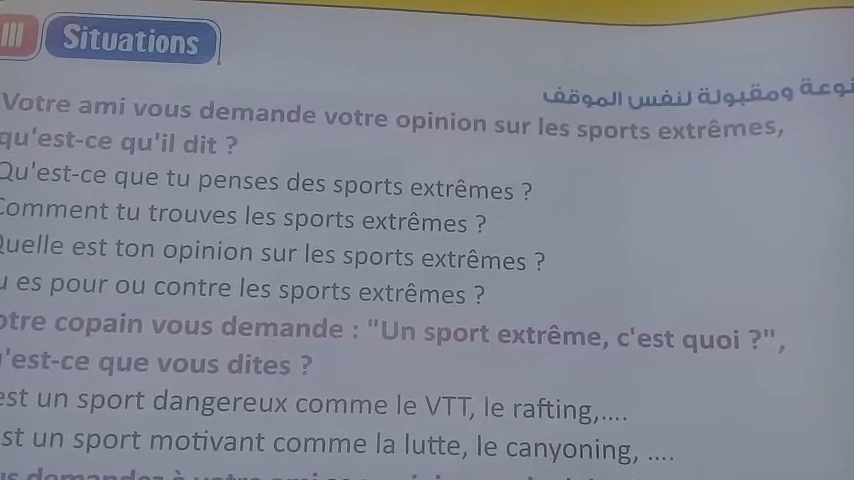 III Situations
ومقبولة لنفس الموقف
Votre ami vous demande votre opinion sur les sports extrêmes,
qu'est-ce qu'il dit ?
Qu'est-ce que tu penses des sports extrêmes ?
Comment tu trouves les sports extrêmes ?
Quelle est ton opinion sur les sports extrêmes ?
es pour ou contre les sports extrêmes ?
copain vous demande : "Un sport extrême, c'est quoi ?",
'est-ce que vous dites ?
est un sport dangereux comme le VTT, le rafting,....
st un sport motivant comme la lutte, le canyoning, ....